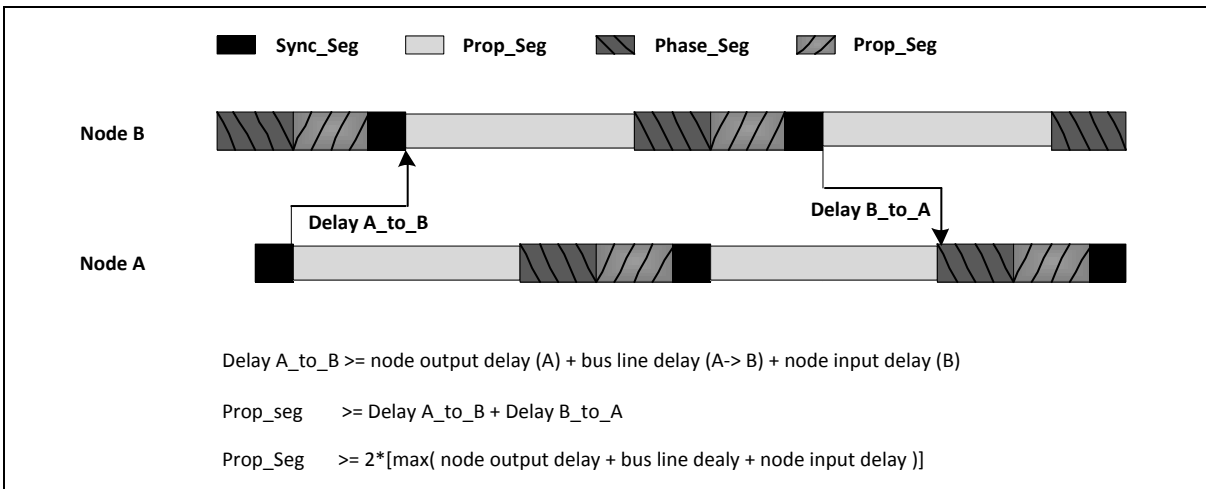 Sync_Seg Prop_Seg Phase_Seg Prop_Seg
Node B
Delay A_to_B
Delay B_to_A
Node A
Delay A_to_B >= node output delay (A) + bus line delay (A-> B) + node input delay (B)
Prop_seg >= Delay A_to_B + Delay B_to_A
Prop_Seg >= 2*[max( node output delay + bus line dealy + node input delay )]